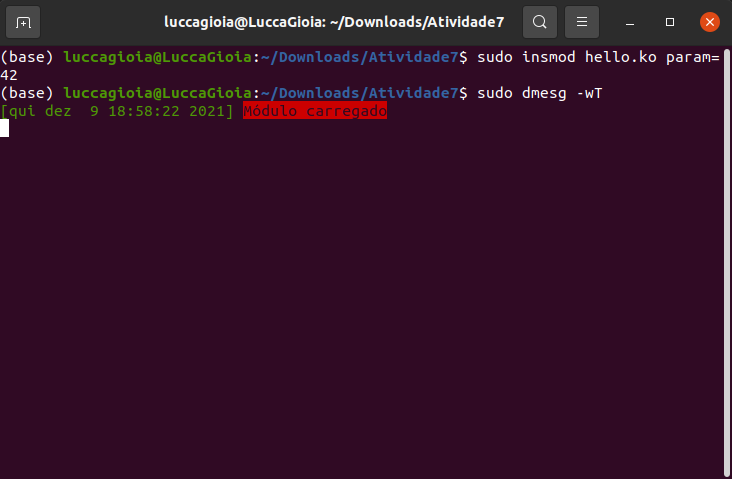 luccagioia@LuccaGioia: ~/Downloads/Atividade7
(base) luccagioia@LuccaGioia:~/Downloads/Atividade7$ sudo insmod hello.ko param=
42
(base) luccagioia@LuccaGioia:~/Downloads/Atividade7$ sudo dmesg -wT
[qui dez  9 18:58:22 2021] Módulo carregado